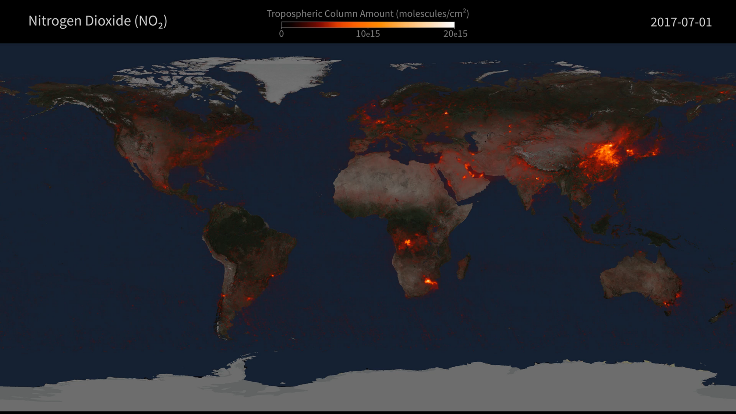 Nitrogen Dioxide (NO₂)
Tropospheric Column Amount (molecules/cm²)
0 10e15 20e15
2017-07-01